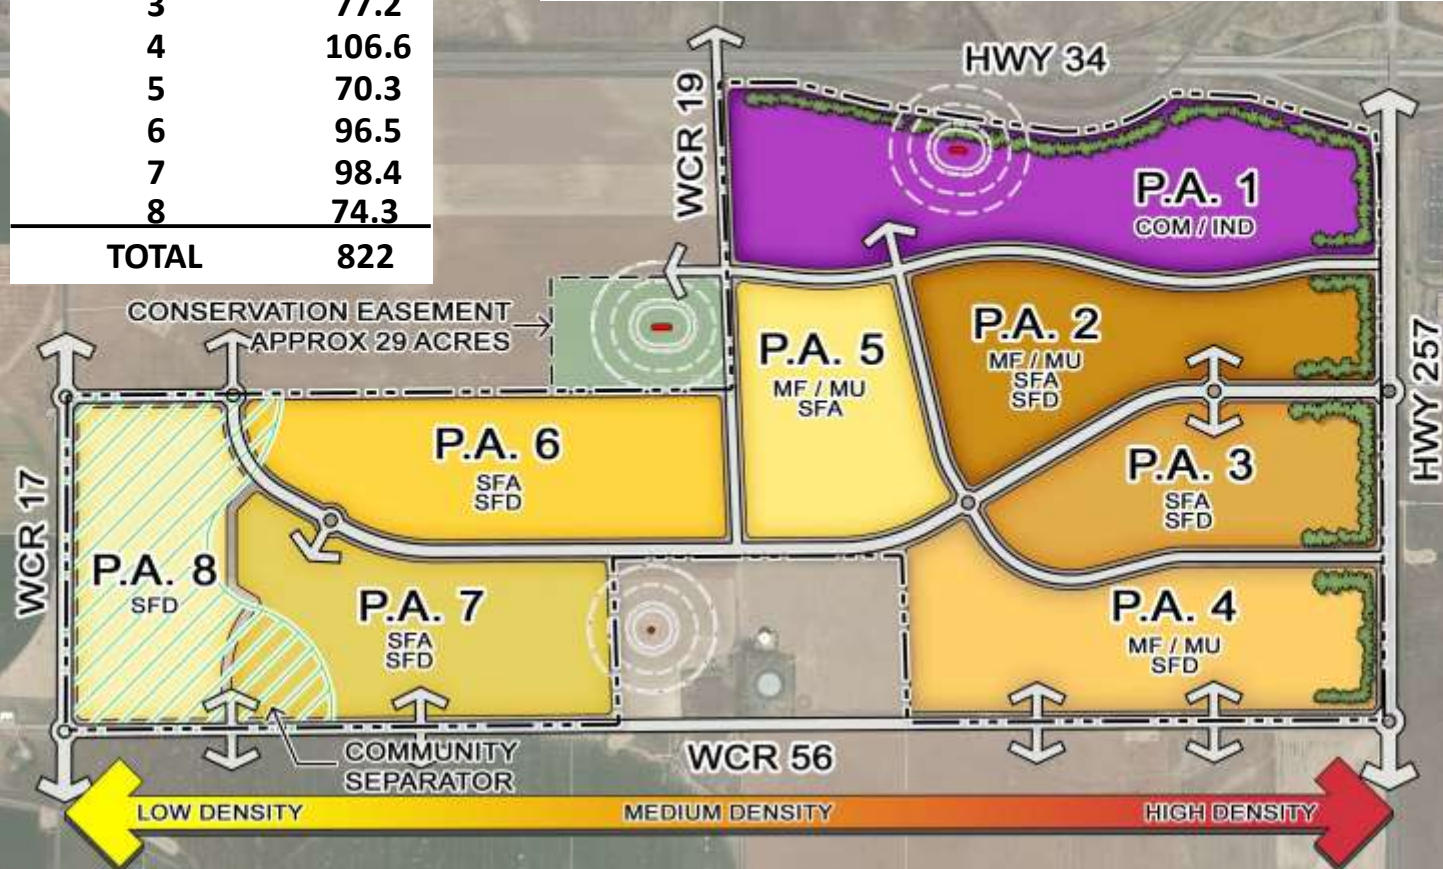 3 77.2
4 106.6
5 70.3
6 96.5
7 98.4
8 74.3
TOTAL 822
HWY 34
WCR 19
P.A. 1
COM / IND
CONSERVATION EASEMENT
APPROX 29 ACRES
P.A. 5
MF / MU
SFA
P.A. 2
MF / MU
SFA
SFD
HWY 257
P.A. 6
SFA
SFD
P.A. 3
SFA
SFD
WCR 17
P.A. 8
SFD
P.A. 7
SFA
SFD
P.A. 4
MF / MU
SFD
COMMUNITY
SEPARATOR
WCR 56
LOW DENSITY
MEDIUM DENSITY
HIGH DENSITY